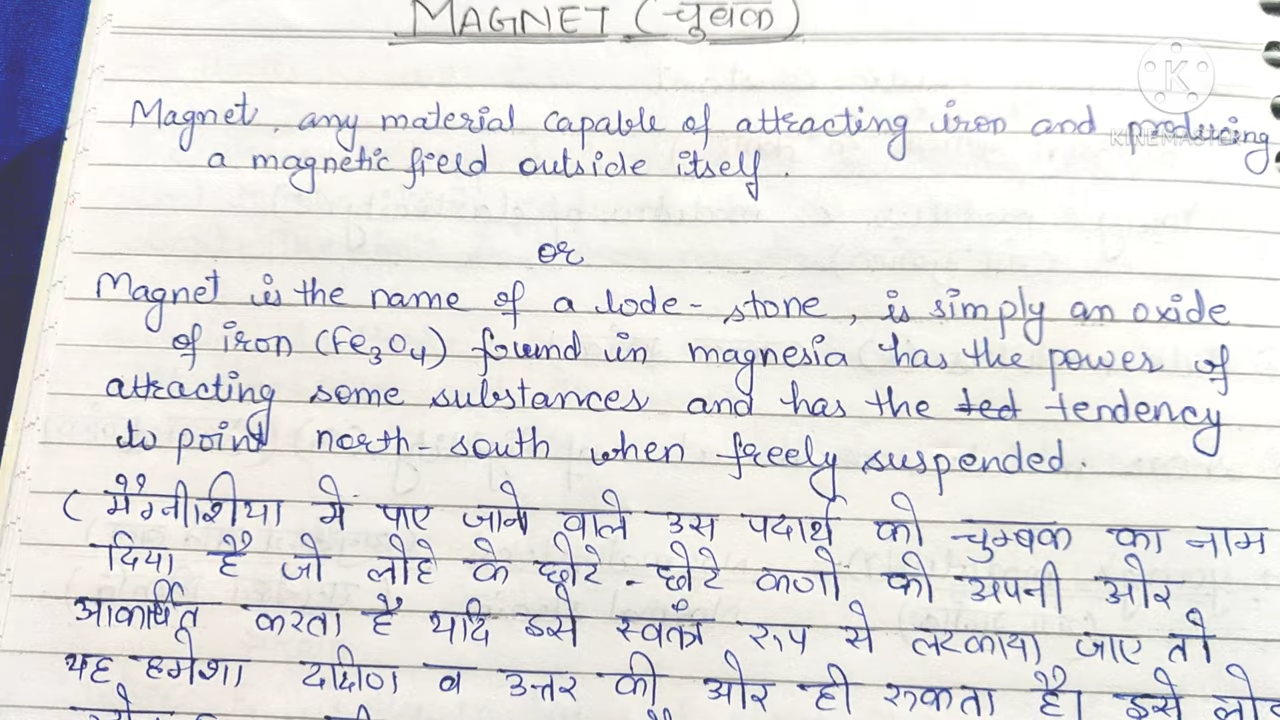 MAGNET (चुंबक)
K
KINEMASTER
Magnet, any material capable of attracting iron and producing
a magnetic field outside itself.
or
Magnet is the name of a lode-stone, is simply an oxide
of iron (Fe3O4) found in magnesia has the power of
attracting some substances and has the ted tendency
to point north-south when freely suspended.
( मैग्नीशिया में पाए जाने वाले उस पदार्थ को चुम्बक का नाम
दिया है जो लोहे के छोटे-छोटे कणों को अपनी ओर
आकर्षित करता है यदि इसे स्वतंत्र रूप से लटकाया जाए तो
यह हमेशा दक्षिण व उत्तर की ओर ही रुकता है। इसे